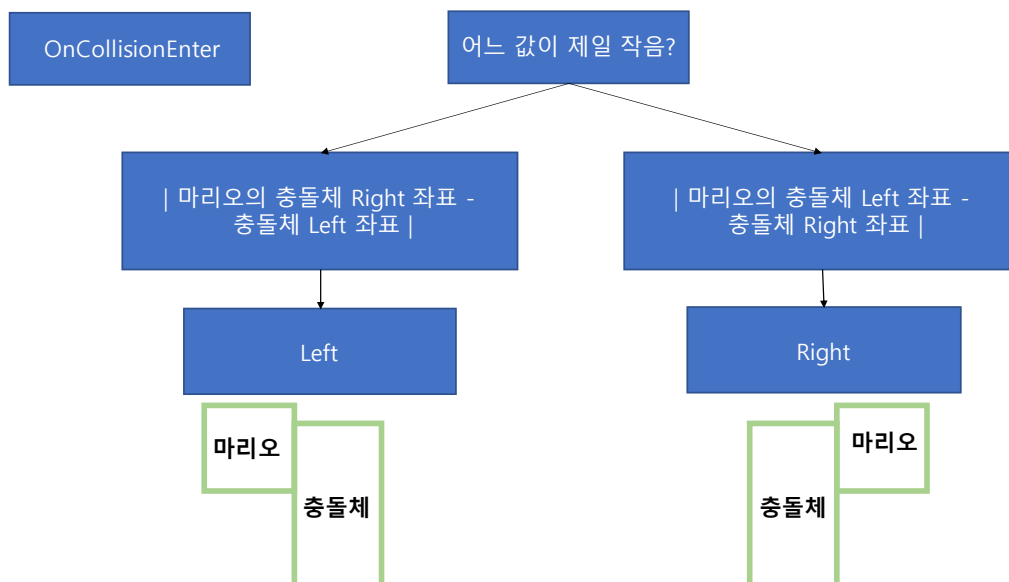 OnCollisionEnter
어느 값이 제일 작음?
| 마리오의 충돌체 Right 좌표 -
충돌체 Left 좌표 |
| 마리오의 충돌체 Left 좌표 -
충돌체 Right 좌표 |
Left
Right
마리오
충돌체
마리오
충돌체